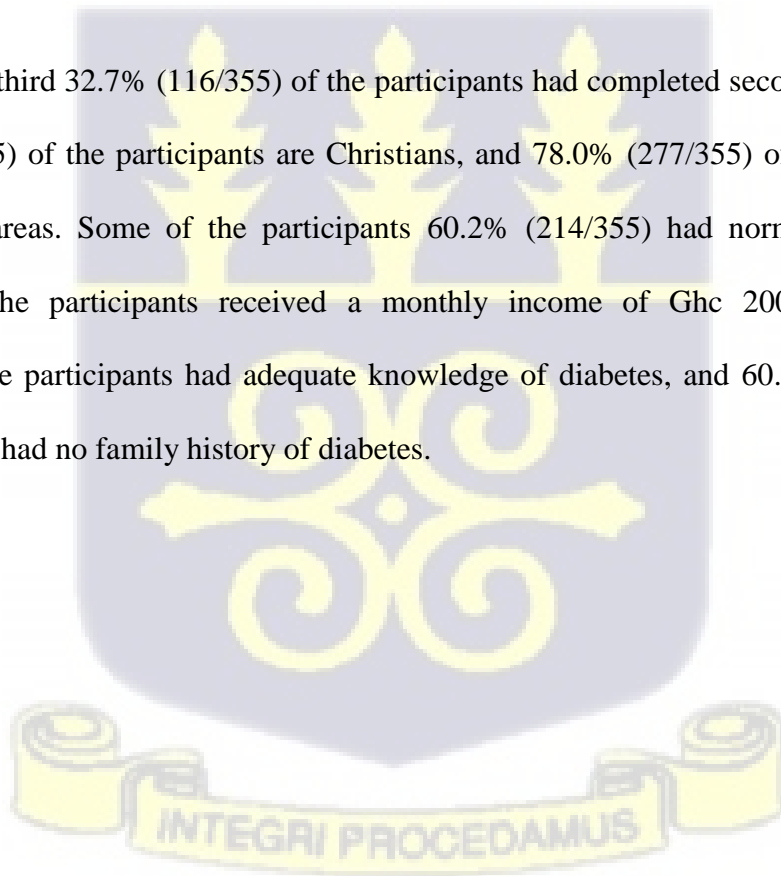 third 32.7% (116/355) of the participants had completed seco
5) of the participants are Christians, and 78.0% (277/355) o
areas. Some of the participants 60.2% (214/355) had norm
he participants received a monthly income of Ghc 200
e participants had adequate knowledge of diabetes, and 60.
had no family history of diabetes.
INTEGRI PROCEDAMUS